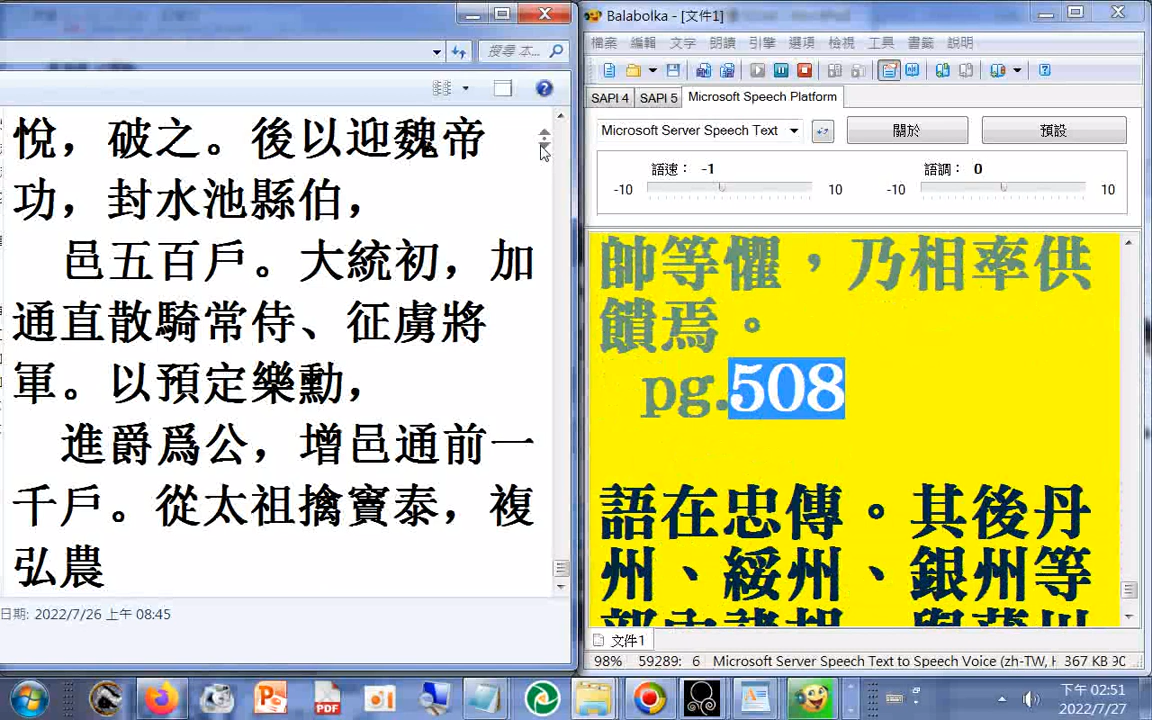 搜尋 本...
悅，破之。後以迎魏帝
功，封水池縣伯，
邑五百戶。大統初，加
通直散騎常侍、征虜將
軍。以預定樂勳，
進爵爲公，增邑通前一
千戶。從太祖擒竇泰，複
弘農
日期: 2022/7/26 上午 08:45
Balabolka - [文件1]
檔案 編輯 文字 朗讀 引擎 選項 檢視 工具 書籤 說明
SAPI 4 SAPI 5 Microsoft Speech Platform
Microsoft Server Speech Text 關於 預設
語速： -1 語調： 0
-10 10 -10 10
帥等懼，乃相率供
饋焉。
pg.508
語在忠傳。其後丹
州、綏州、銀州等
文件1
98% 59289: 6 Microsoft Server Speech Text to Speech Voice (zh-TW, H 367 KB
下午 02:51
2022/7/27